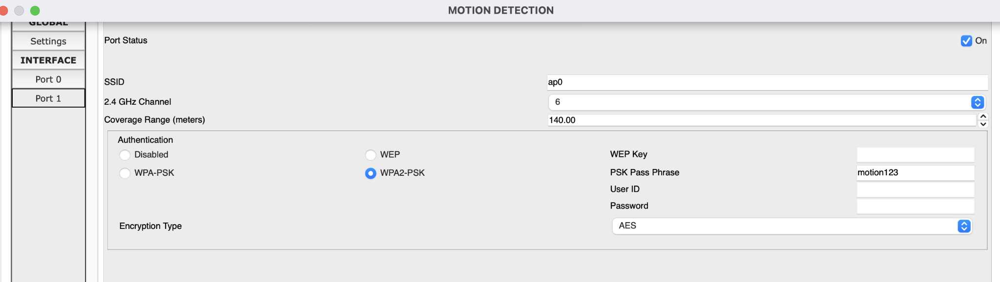 MOTION DETECTION
GLOBAL
Settings
INTERFACE
Port 0
Port 1
Port Status
On
SSID
ap0
2.4 GHz Channel
6
Coverage Range (meters)
140.00
Authentication
Disabled
WEP
WEP Key
WPA-PSK
WPA2-PSK
PSK Pass Phrase
motion123
User ID
Password
Encryption Type
AES